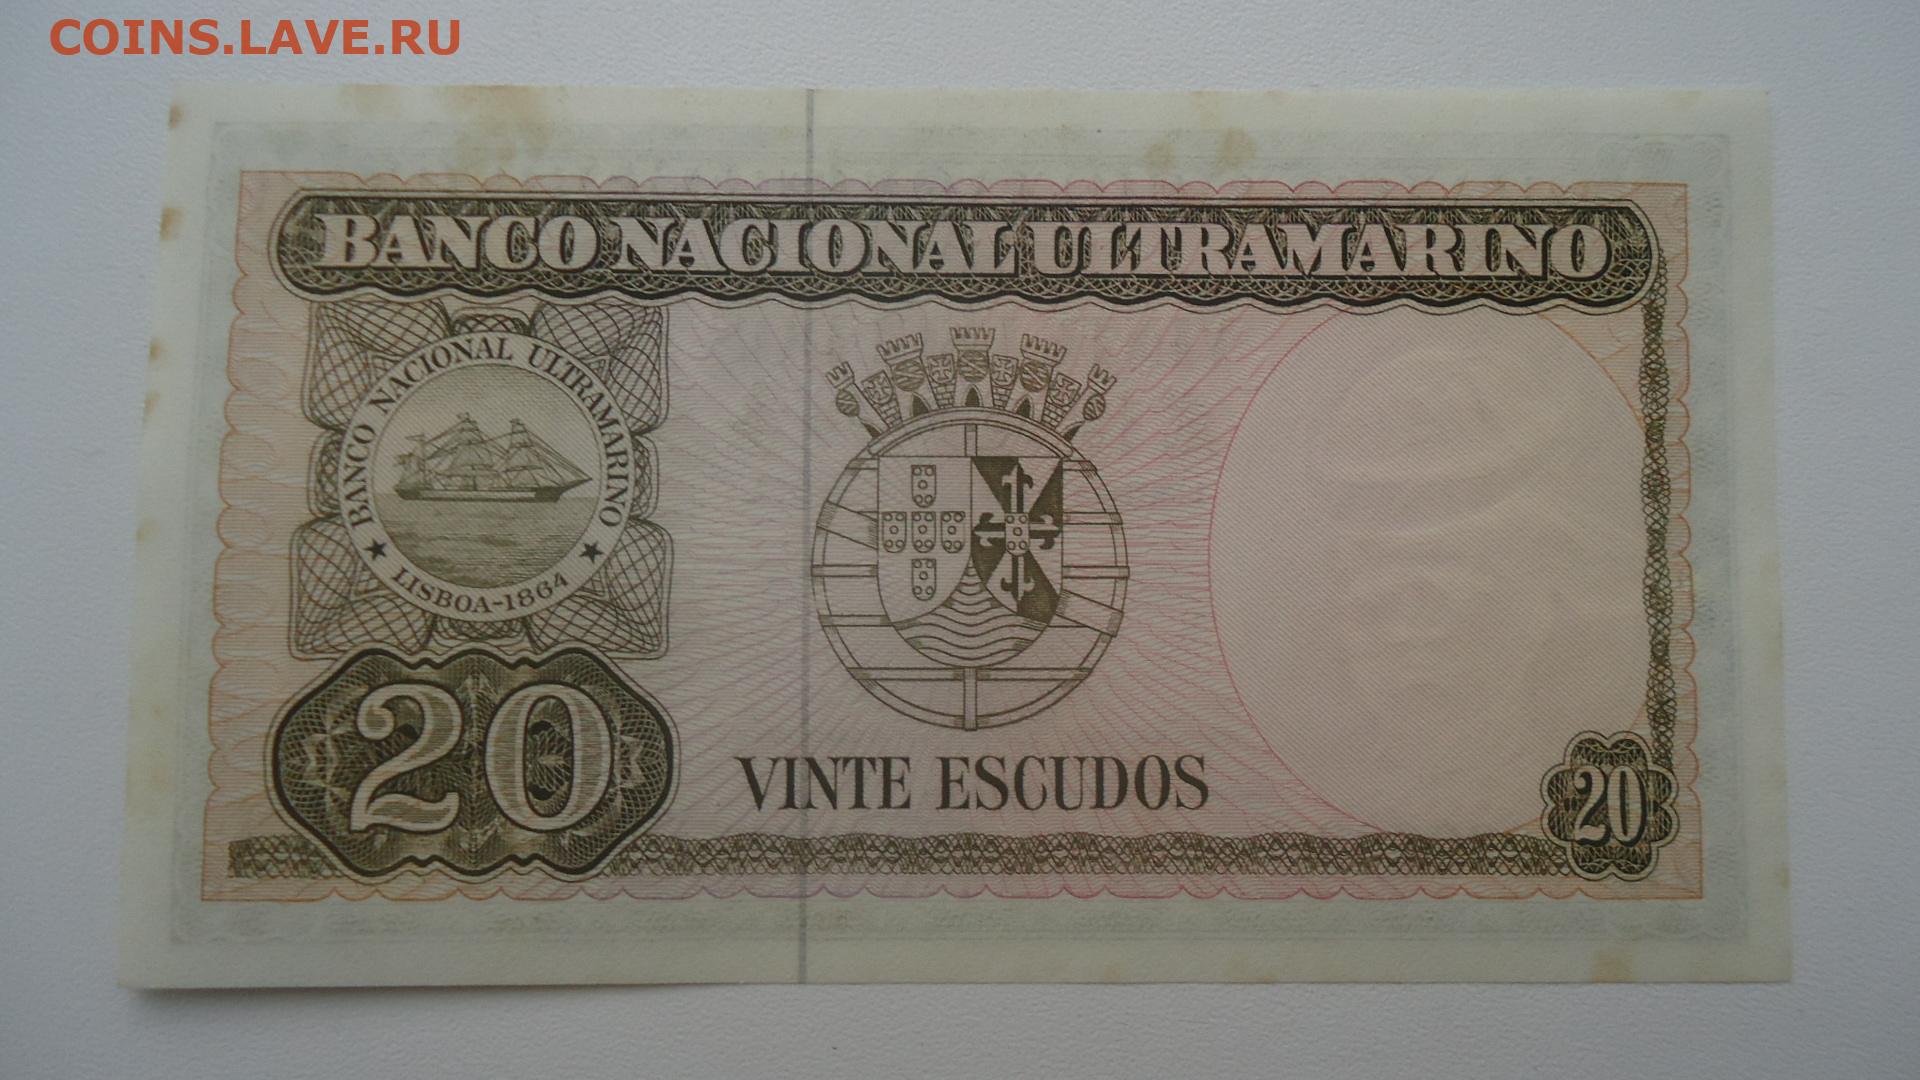 COINS.LAVE.RU
BANCO NACIONAL ULTRAMARINO
BANCO NACIONAL ULTRAMARINO
★ LISBOA-1864 ★
20
VINTE ESCUDOS
20